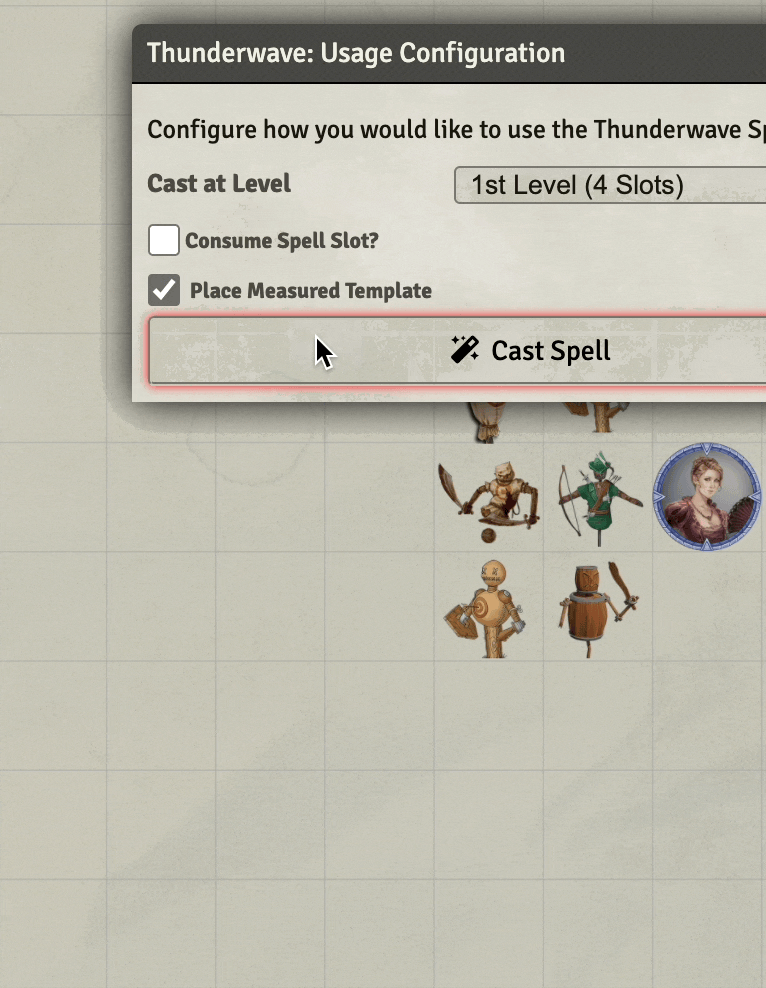 Thunderwave: Usage Configuration
Configure how you would like to use the Thunderwave
Cast at Level
1st Level (4 Slots)
Consume Spell Slot?
Place Measured Template
Cast Spell